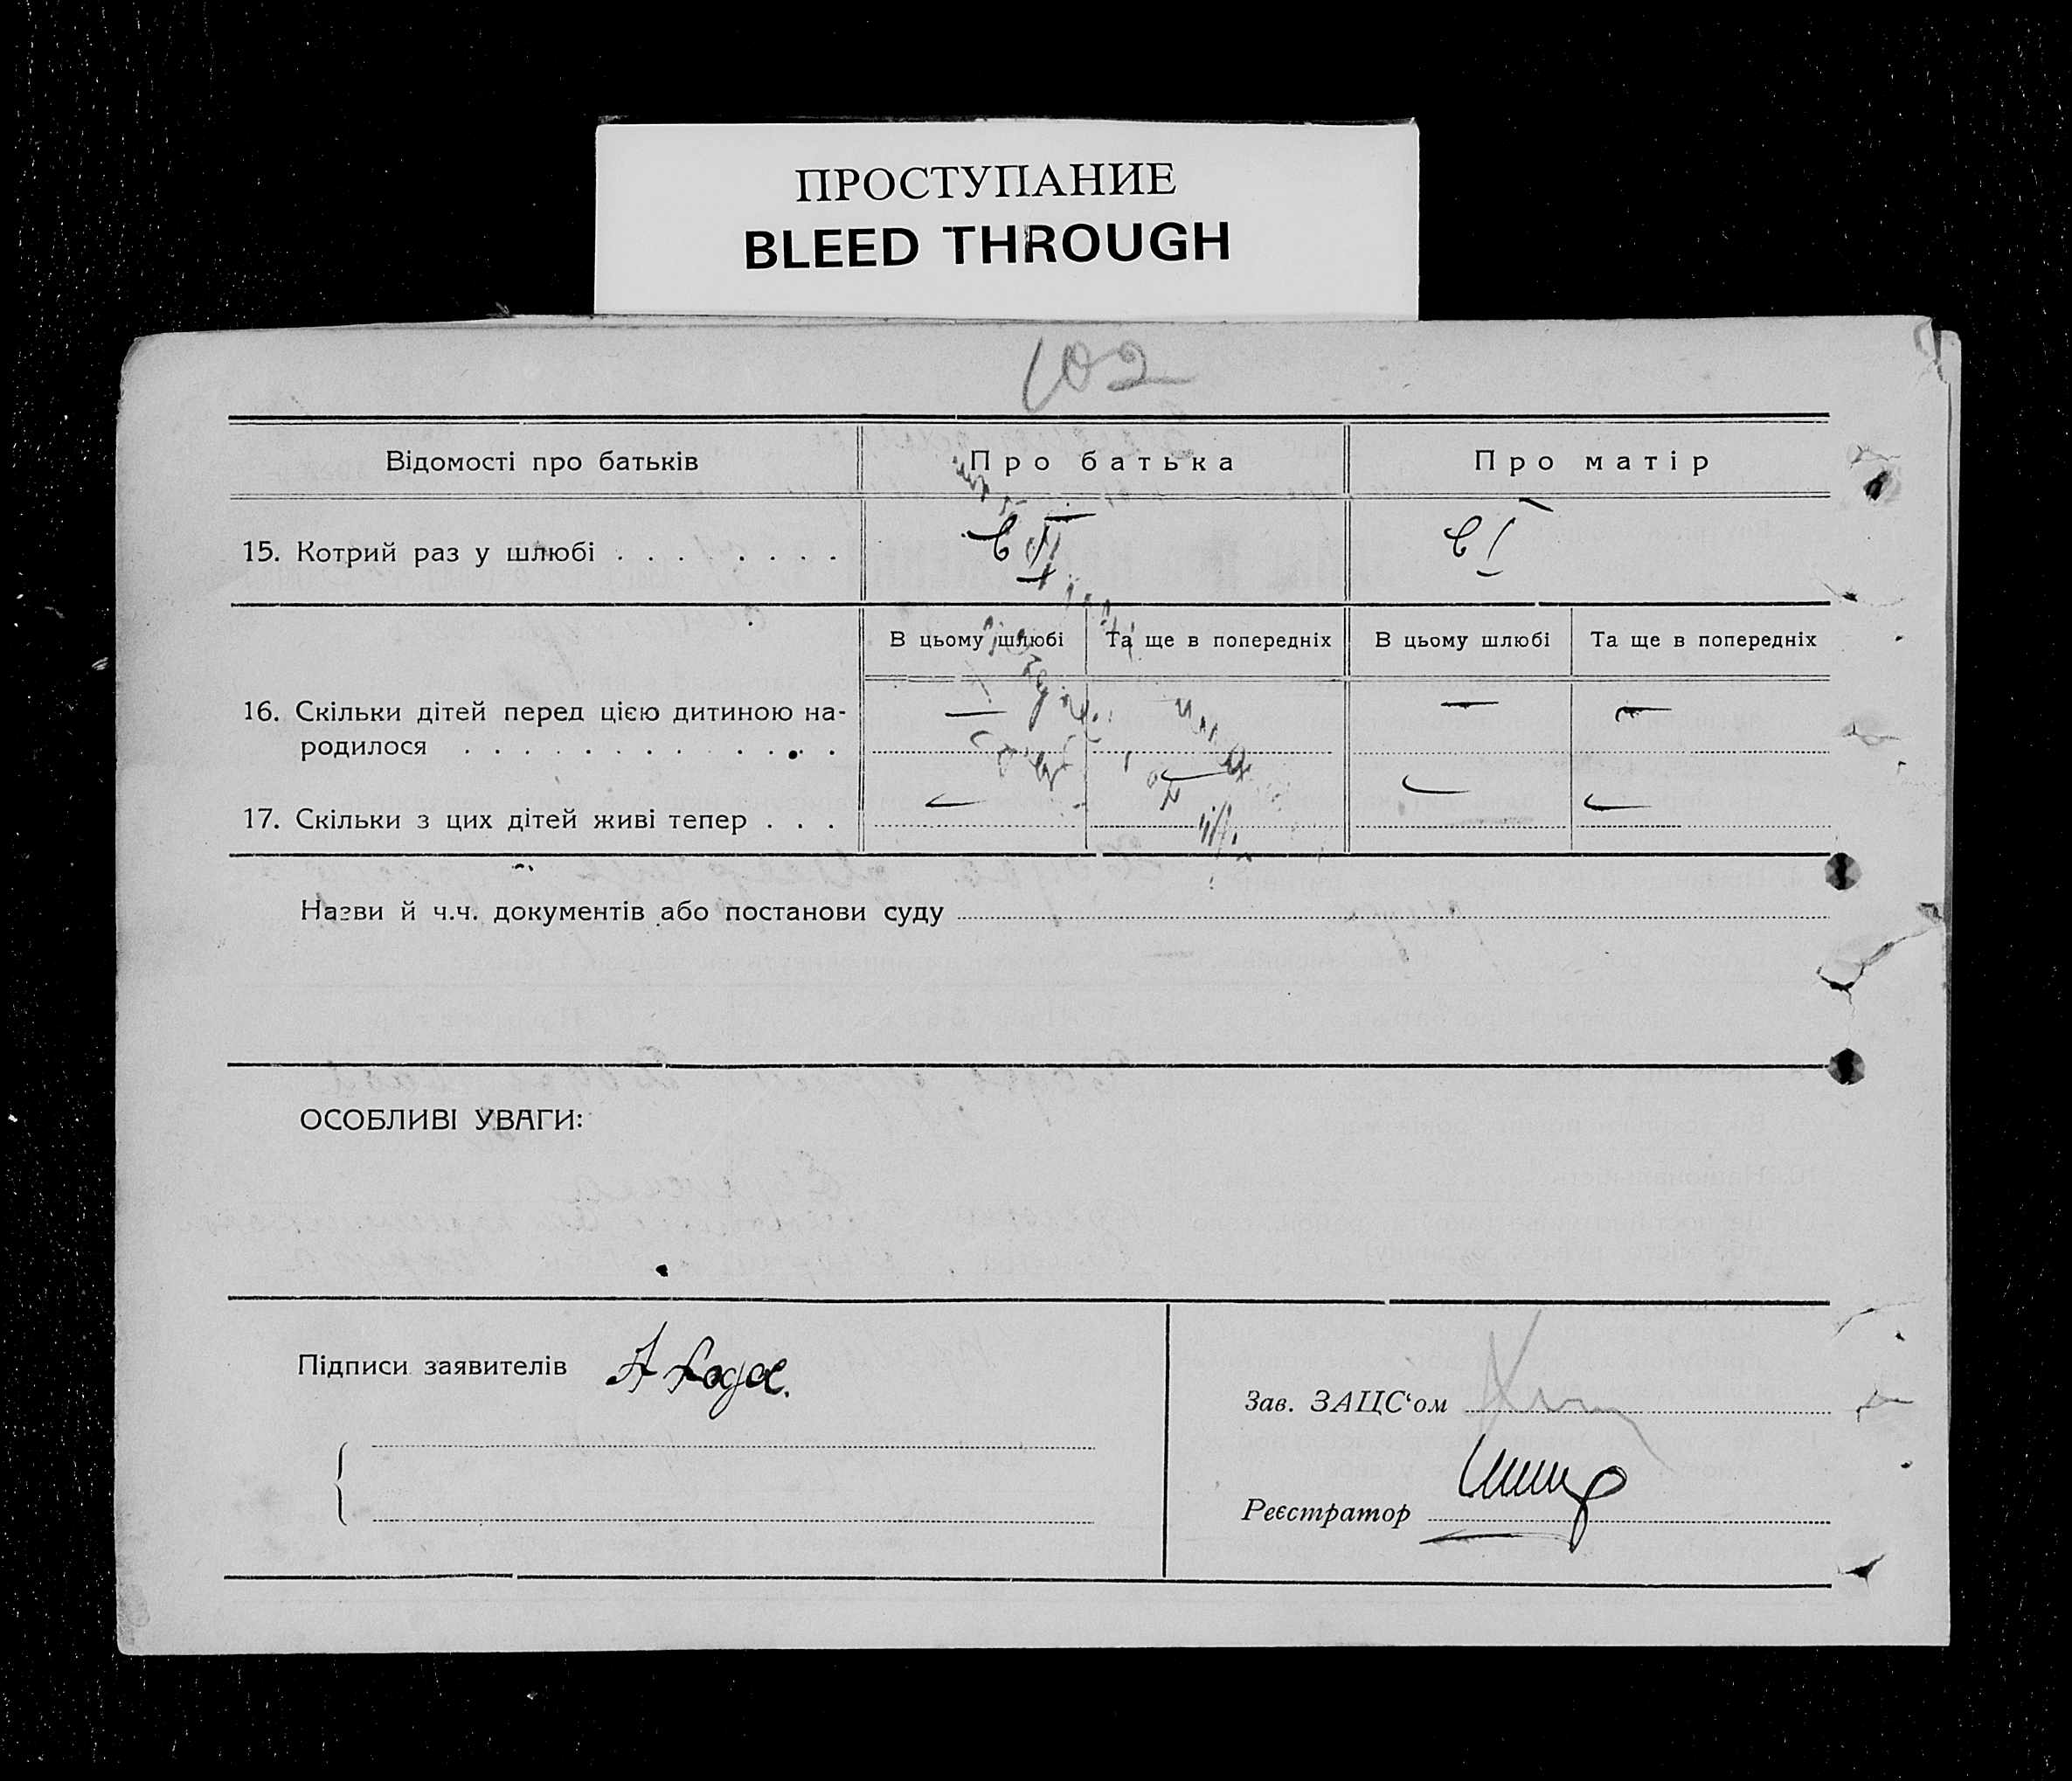 ПРОСТУПАНИЕ
BLEED THROUGH
102
Відомості про батьків Про батька Про матір
15. Котрий раз у шлюбі . . . . . . . . I
В цьому шлюбі Та ще в попередніх В цьому шлюбі Та ще в попередніх
16. Скільки дітей перед цією дитиною на- — — —
родилося . . . . . . . . . . .
17. Скільки з цих дітей живі тепер . . . — — — —
Назви й ч.ч. документів або постанови суду
ОСОБЛИВІ УВАГИ:
Підписи заявителів
Зав. ЗАЦС‘ом
Реєстратор